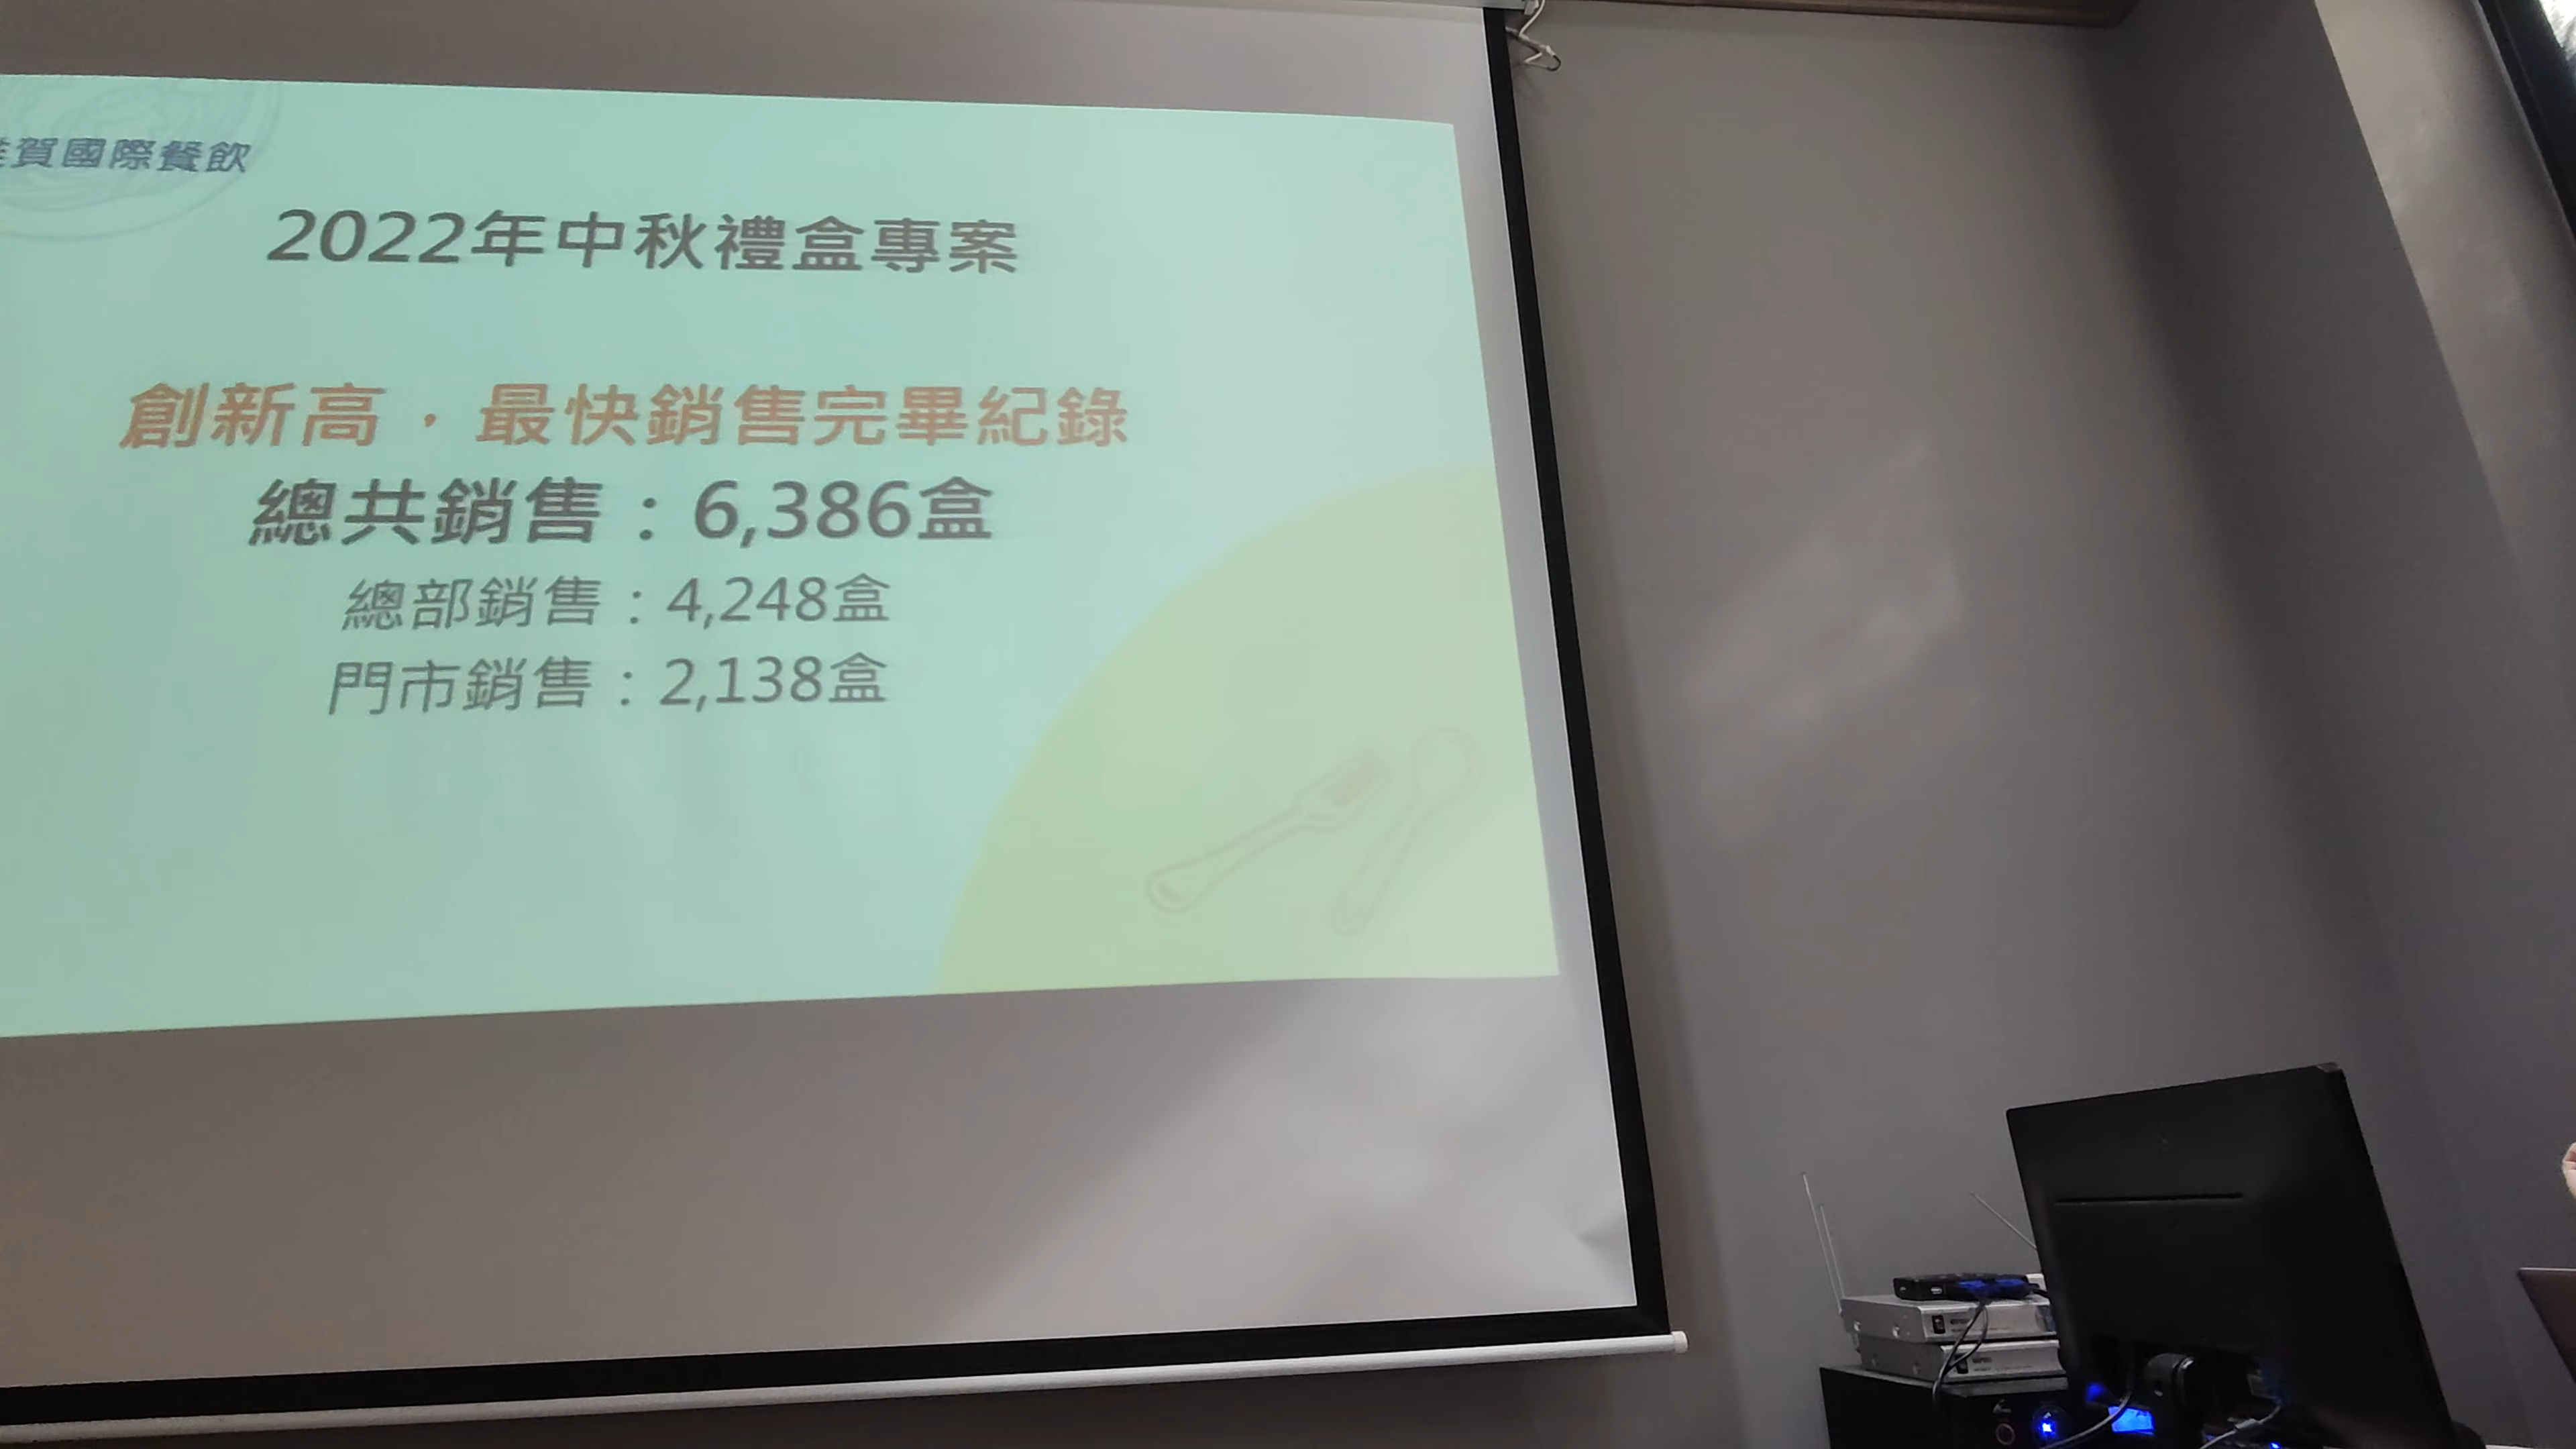 賀國際餐飲
2022年中秋禮盒專案
創新高．最快銷售完畢紀錄
總共銷售：6,386盒
總部銷售：4,248盒
門市銷售：2,138盒